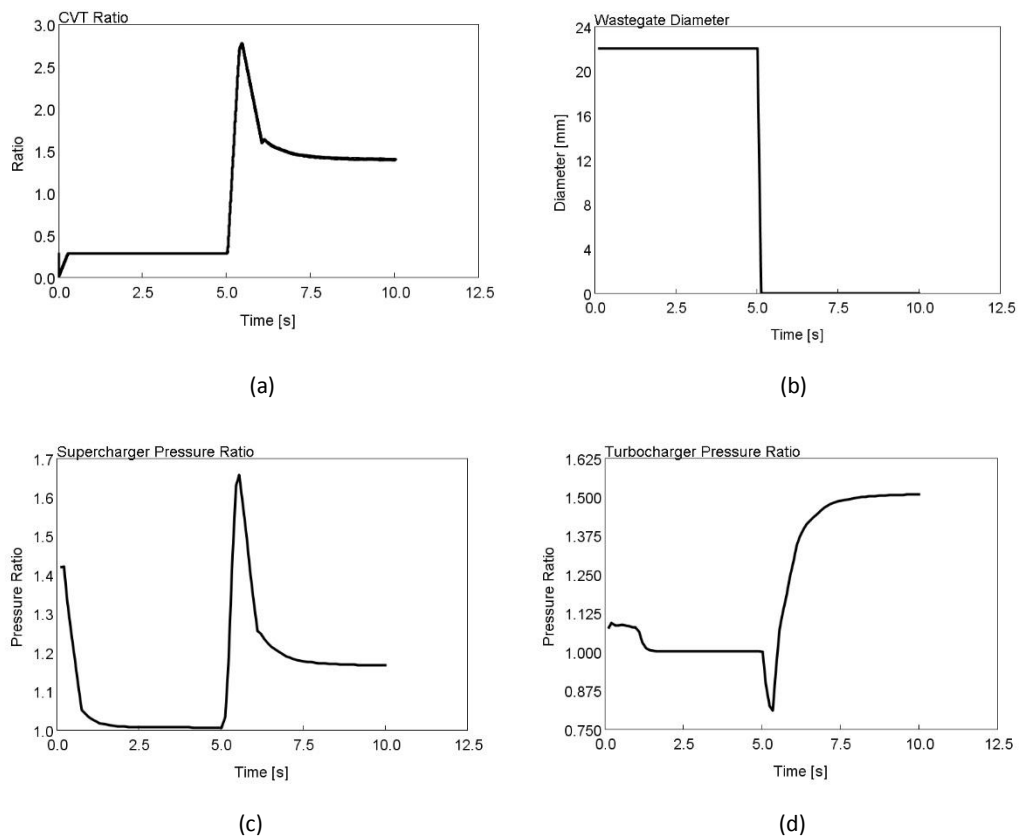 CVT Ratio
3.0
2.5
2.0
1.5
1.0
0.5
0.0
Ratio
0.0 2.5 5.0 7.5 10.0 12.5
Time [s]
(a)
Wastegate Diameter
24
22
20
16
12
8
4
0
Diameter [mm]
0.0 2.5 5.0 7.5 10.0 12.5
Time [s]
(b)
Supercharger Pressure Ratio
1.7
1.6
1.5
1.4
1.3
1.2
1.1
1.0
Pressure Ratio
0.0 2.5 5.0 7.5 10.0 12.5
Time [s]
(c)
Turbocharger Pressure Ratio
1.625
1.500
1.375
1.250
1.125
1.000
0.875
0.750
Pressure Ratio
0.0 2.5 5.0 7.5 10.0 12.5
Time [s]
(d)